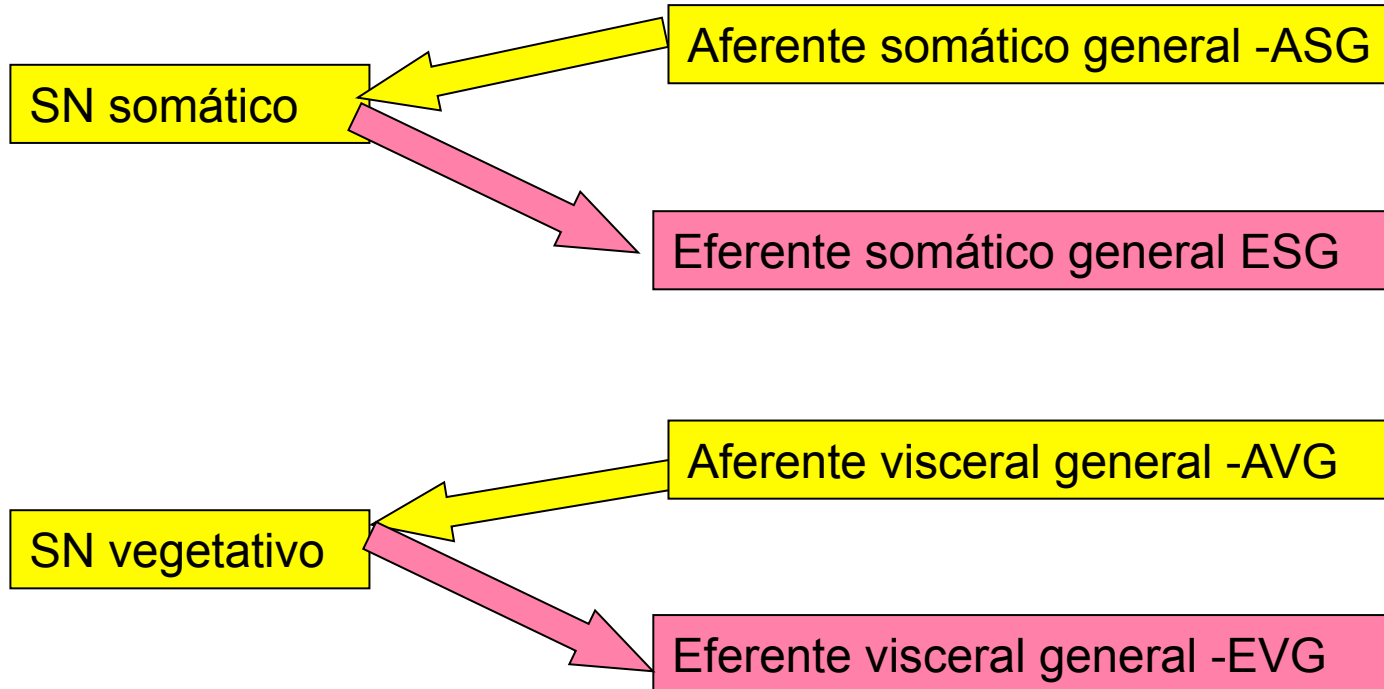 Aferente somático general -ASG
SN somático
Eferente somático general ESG
Aferente visceral general -AVG
SN vegetativo
Eferente visceral general -EVG